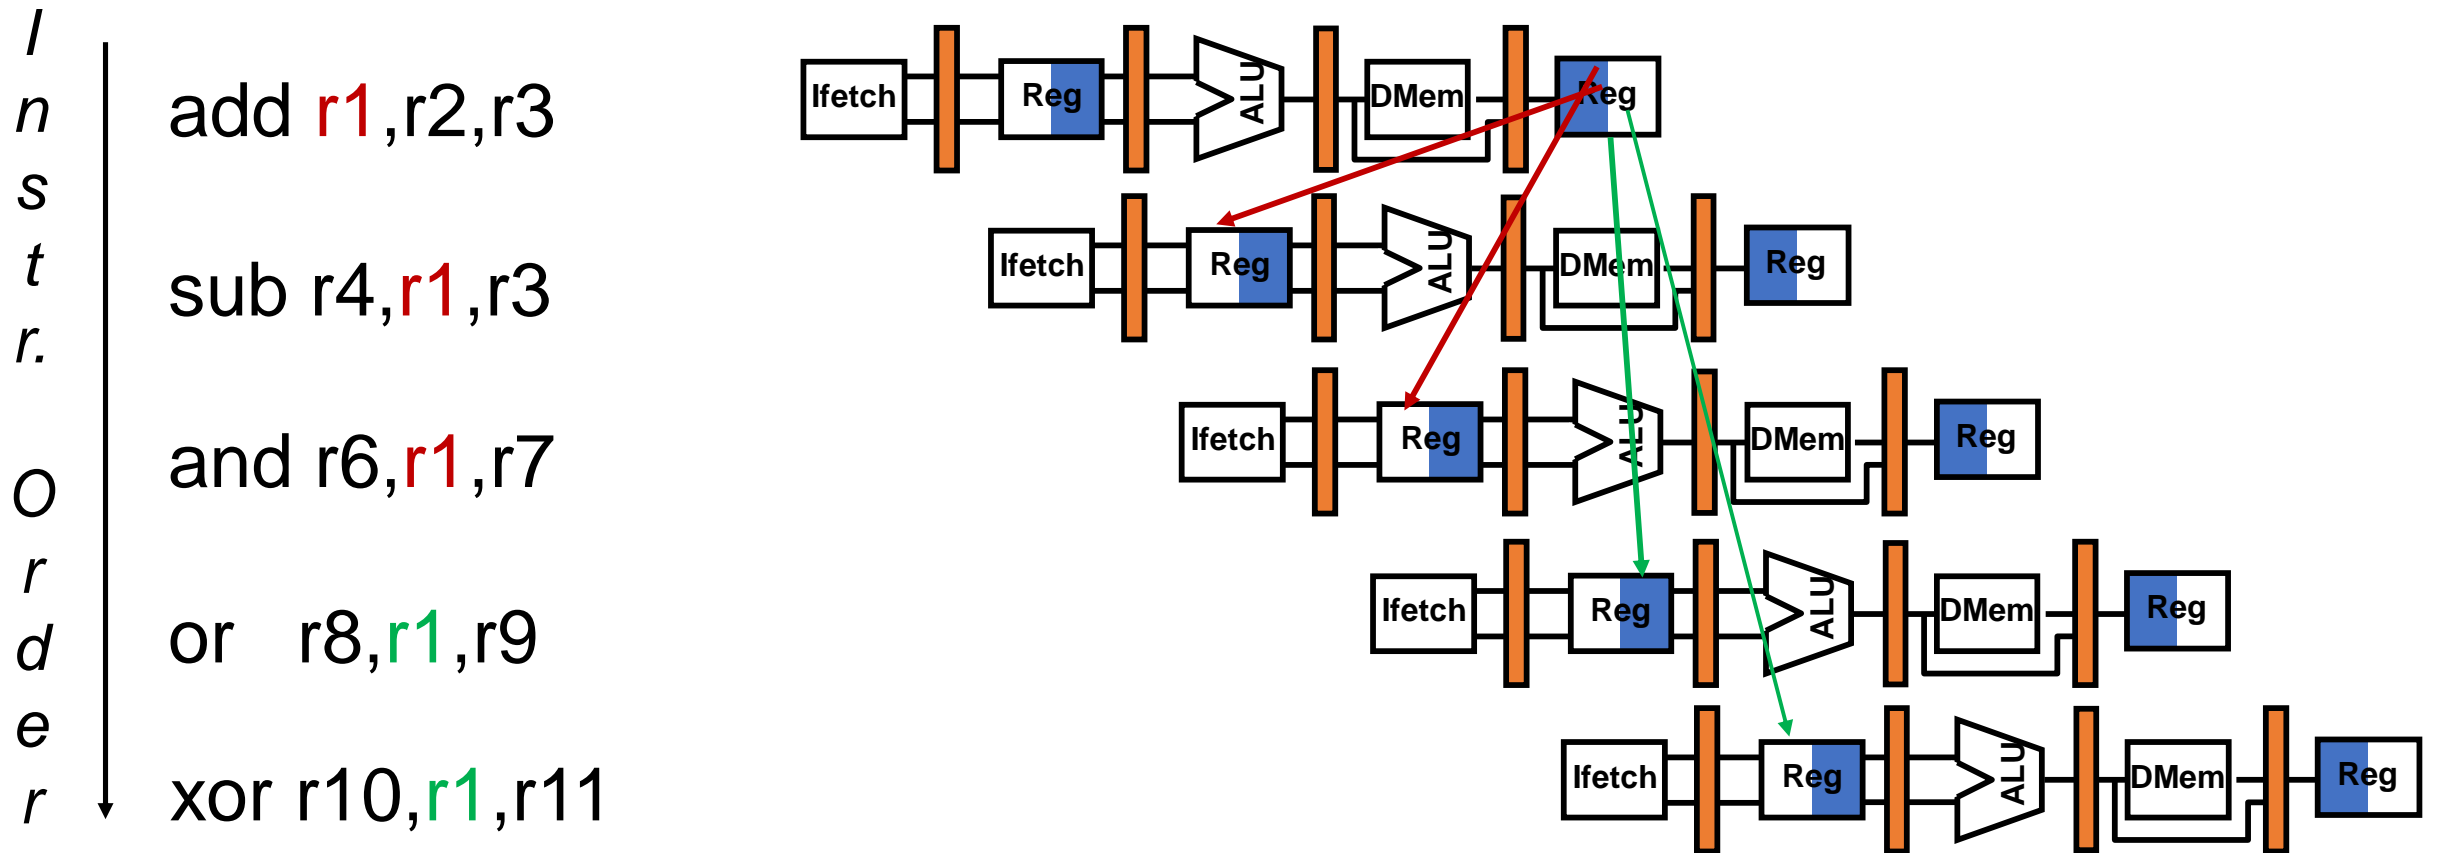 Instr. Order
add r1,r2,r3
Ifetch Reg ALU DMem Reg
sub r4,r1,r3
Ifetch Reg ALU DMem Reg
and r6,r1,r7
Ifetch Reg ALU DMem Reg
or r8,r1,r9
Ifetch Reg ALU DMem Reg
xor r10,r1,r11
Ifetch Reg ALU DMem Reg